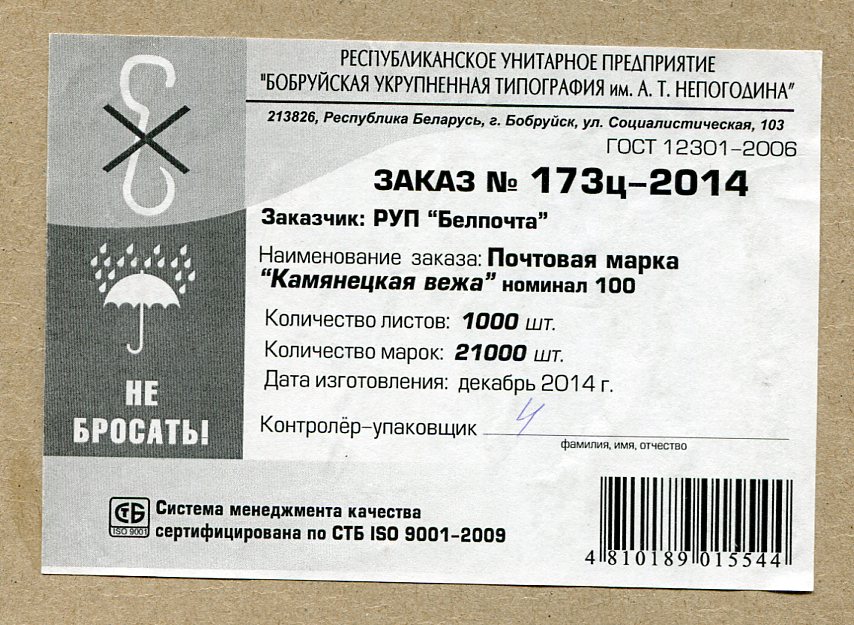 РЕСПУБЛИКАНСКОЕ УНИТАРНОЕ ПРЕДПРИЯТИЕ
"БОБРУЙСКАЯ УКРУПНЕННАЯ ТИПОГРАФИЯ им. А. Т. НЕПОГОДИНА"
213826, Республика Беларусь, г. Бобруйск, ул. Социалистическая, 103
ГОСТ 12301-2006
ЗАКАЗ № 173ц-2014
Заказчик: РУП "Белпочта"
Наименование заказа: Почтовая марка
"Камянецкая вежа" номинал 100
Количество листов: 1000 шт.
Количество марок: 21000 шт.
Дата изготовления: декабрь 2014 г.
НЕ
БРОСАТЬ!
Контролёр-упаковщик 4
фамилия, имя, отчество
СТБ
ISO 9001
Система менеджмента качества
сертифицирована по СТБ ISO 9001-2009
4 810189 015544